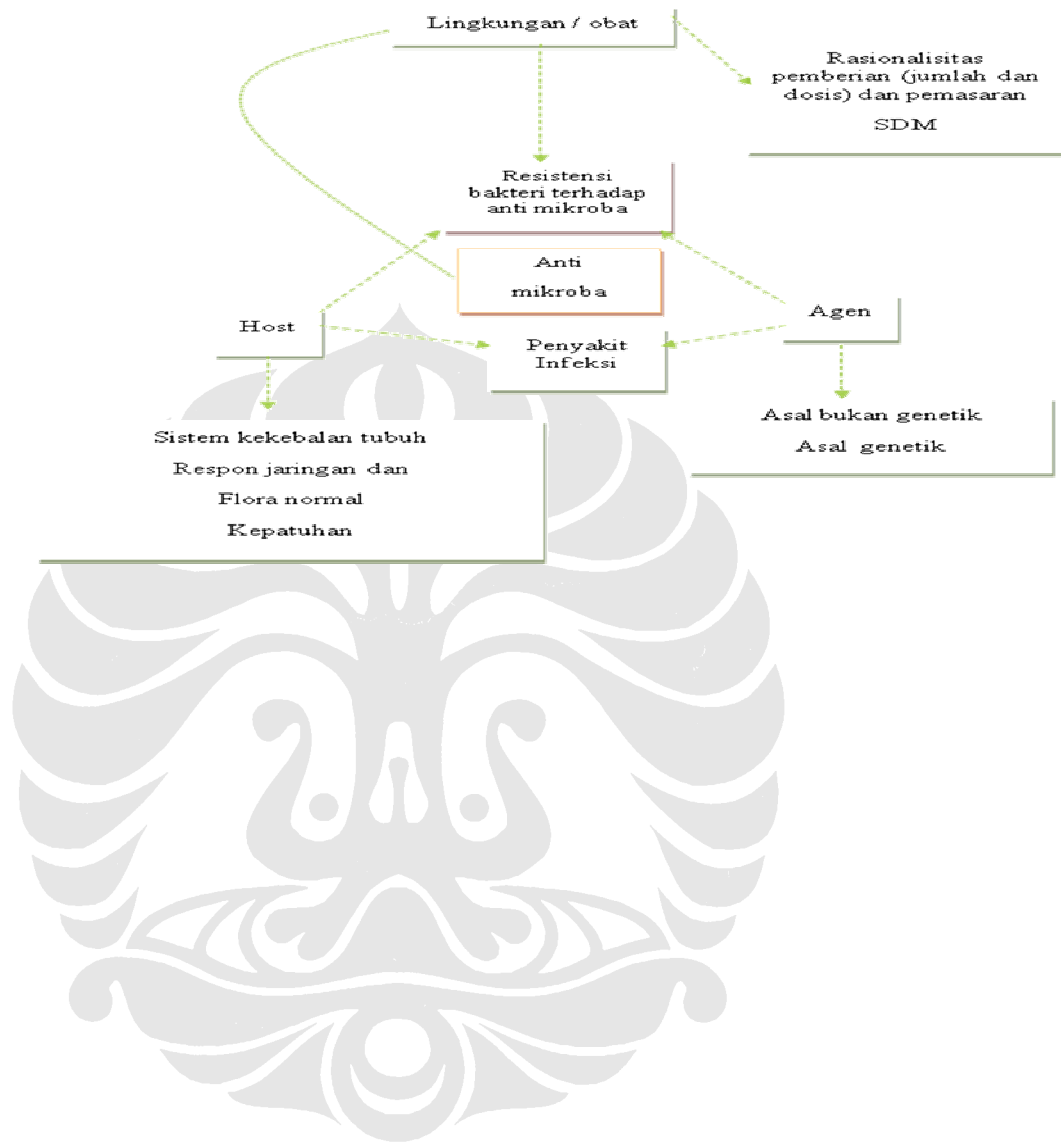 Lingkungan / obat
Rasionalisitas
pemberian (jumlah dan
dosis) dan pemasaran
SDM
Resistensi
bakteri terhadap
anti mikroba
Anti
mikroba
Host
Agen
Penyakit
Infeksi
Sistem kekebalan tubuh
Respon jaringan dan
Flora normal
Kepatuhan
Asal bukan genetik
Asal genetik